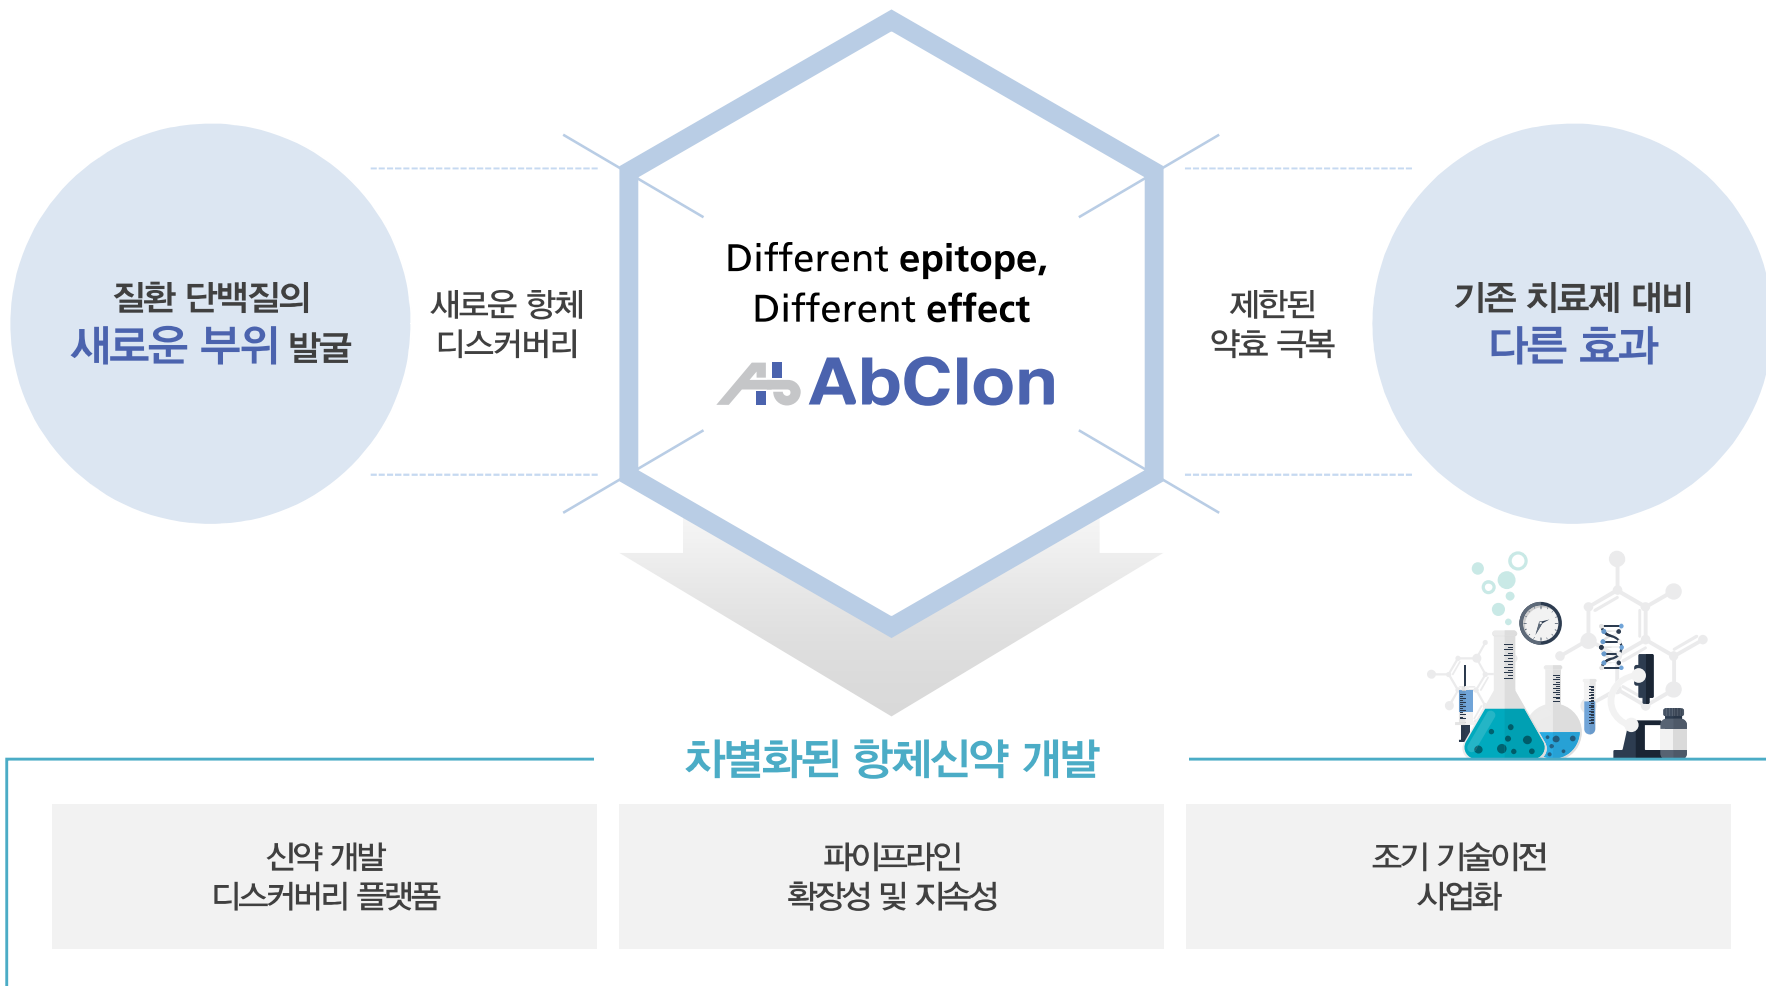 질환 단백질의
새로운 부위 발굴
새로운 항체
디스커버리
Different epitope,
Different effect
AbClon
제한된
약효 극복
기존 치료제 대비
다른 효과
차별화된 항체신약 개발
신약 개발
디스커버리 플랫폼
파이프라인
확장성 및 지속성
조기 기술이전
사업화